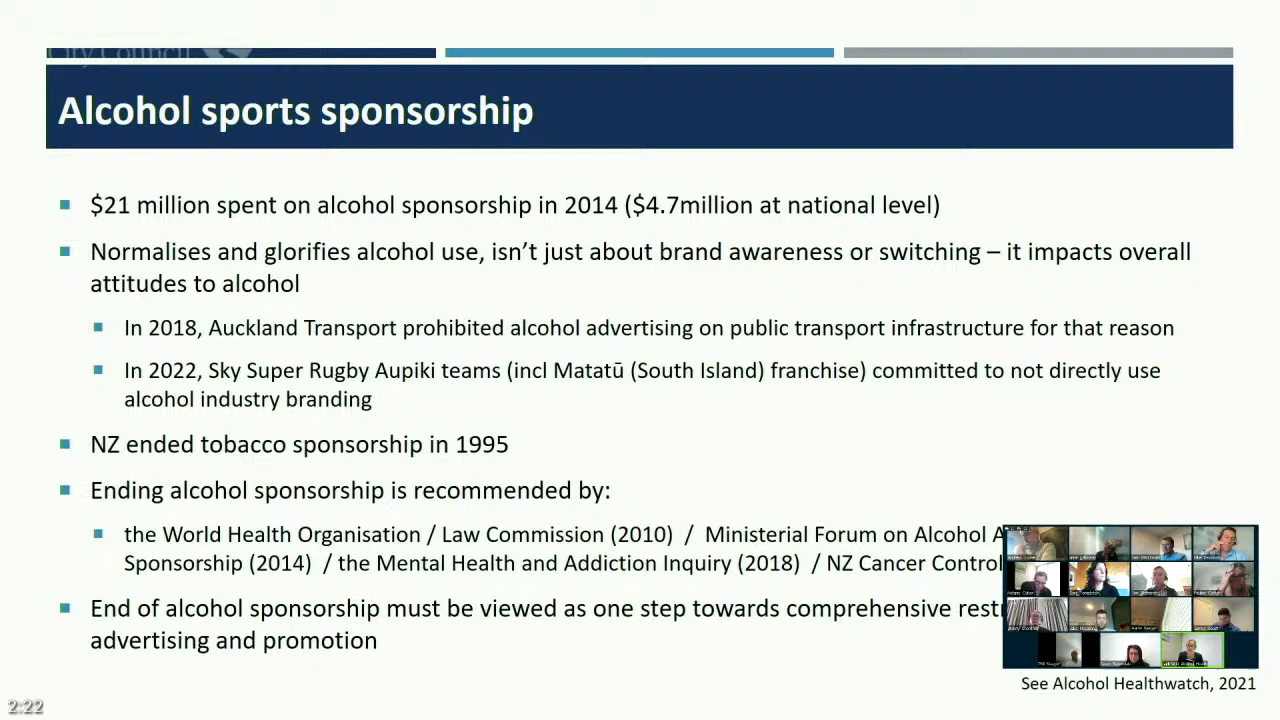 City Council
Alcohol sports sponsorship
$21 million spent on alcohol sponsorship in 2014 ($4.7million at national level)
Normalises and glorifies alcohol use, isn't just about brand awareness or switching – it impacts overall
attitudes to alcohol
In 2018, Auckland Transport prohibited alcohol advertising on public transport infrastructure for that reason
In 2022, Sky Super Rugby Aupiki teams (incl Matatū (South Island) franchise) committed to not directly use
alcohol industry branding
NZ ended tobacco sponsorship in 1995
Ending alcohol sponsorship is recommended by:
the World Health Organisation / Law Commission (2010) / Ministerial Forum on Alcohol A
Sponsorship (2014) / the Mental Health and Addiction Inquiry (2018) / NZ Cancer Control
End of alcohol sponsorship must be viewed as one step towards comprehensive restr
advertising and promotion
See Alcohol Healthwatch, 2021
2:22